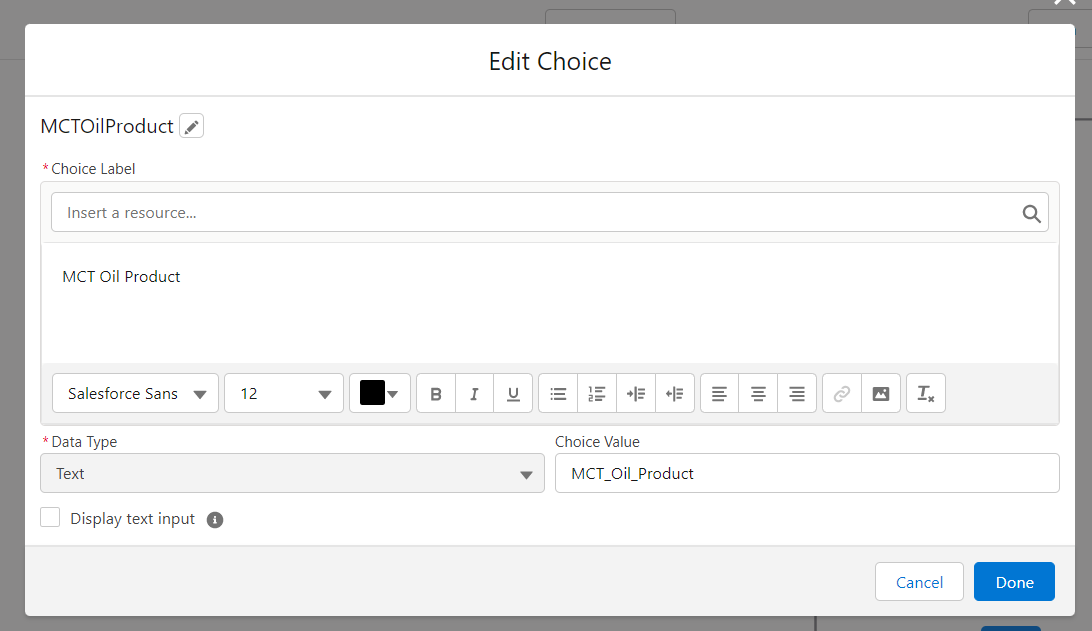 Edit Choice
MCTOilProduct
* Choice Label
Insert a resource...
MCT Oil Product
Salesforce Sans 12 B I U
* Data Type Choice Value
Text MCT_Oil_Product
Display text input
Cancel Done